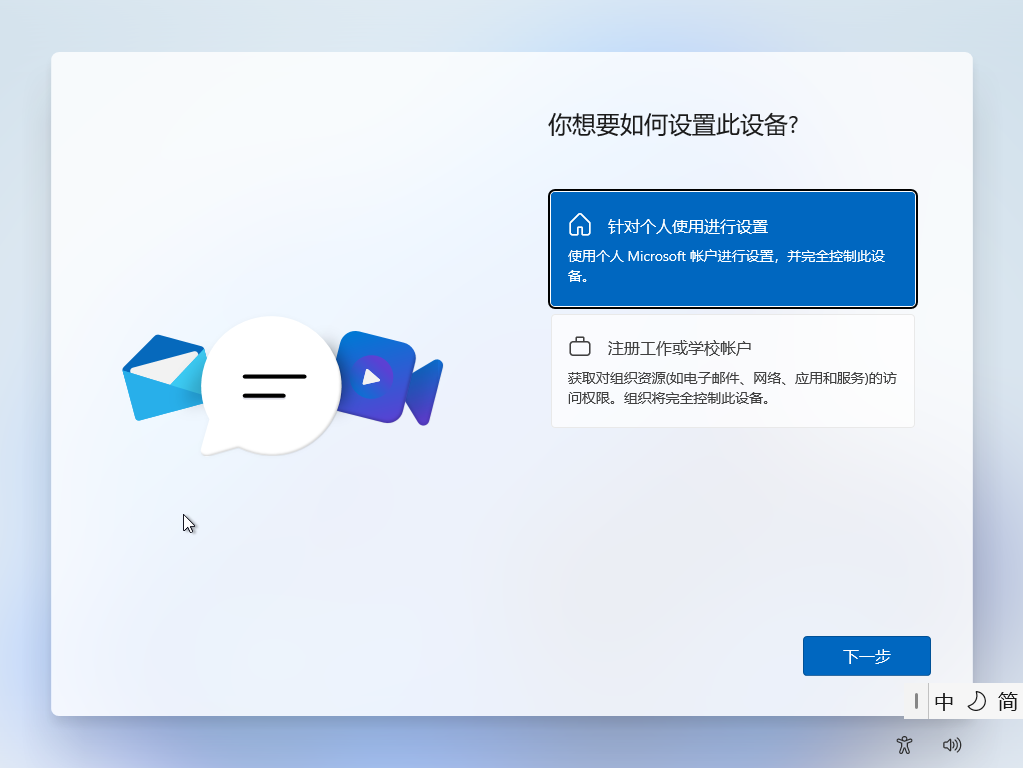 你想要如何设置此设备?
针对个人使用进行设置
使用个人 Microsoft 帐户进行设置，并完全控制此设
备。
注册工作或学校帐户
获取对组织资源(如电子邮件、网络、应用和服务)的访
问权限。组织将完全控制此设备。
下一步
中 简